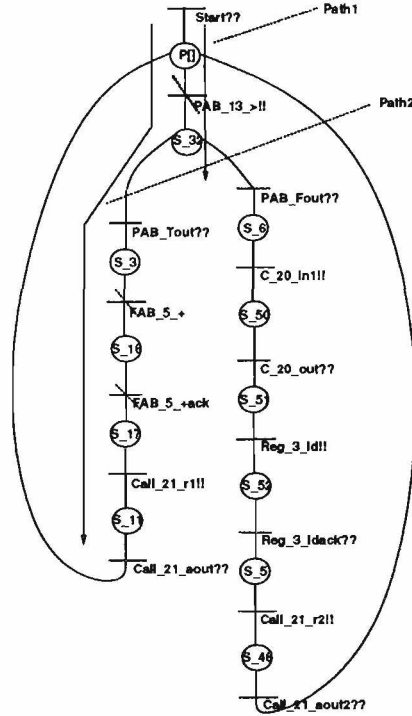 Path1
Start??
P[]
Path2
PAB_13_>!!
S_32
PAB_Tout??
PAB_Fout??
S_3
S_6
FAB_5_+
C_20_in1!!
S_16
S_50
FAB_5_+ack
C_20_out??
S_17
S_51
Call_21_r1!!
Reg_3_ld!!
S_11
S_52
Call_21_aout??
Reg_3_ldack??
S_5
Call_21_r2!!
S_46
Call_21_aout2??